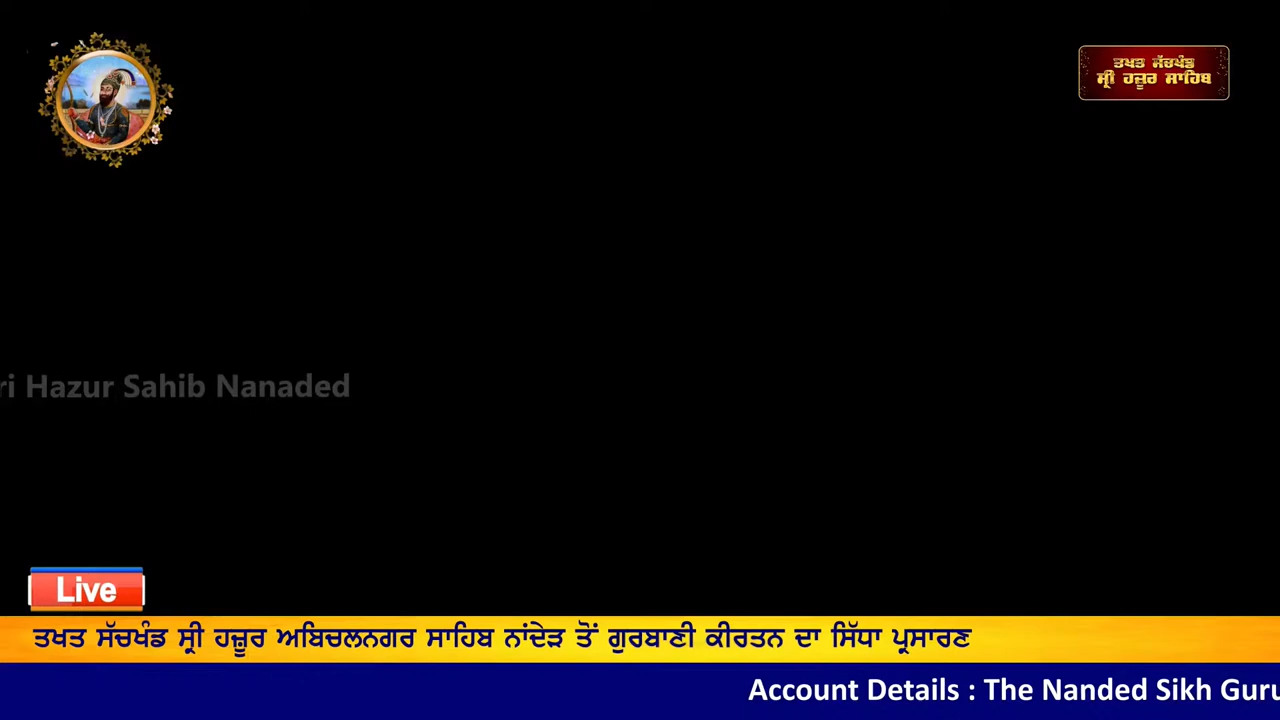 ਤਖਤ ਸੱਚਖੰਡ
ਸ੍ਰੀ ਹਜ਼ੂਰ ਸਾਹਿਬ
ri Hazur Sahib Nanaded
Live
ਤਖਤ ਸੱਚਖੰਡ ਸ੍ਰੀ ਹਜ਼ੂਰ ਅਬਿਚਲਨਗਰ ਸਾਹਿਬ ਨਾਂਦੇੜ ਤੋਂ ਗੁਰਬਾਣੀ ਕੀਰਤਨ ਦਾ ਸਿੱਧਾ ਪ੍ਰਸਾਰਣ
Account Details : The Nanded Sikh Guru